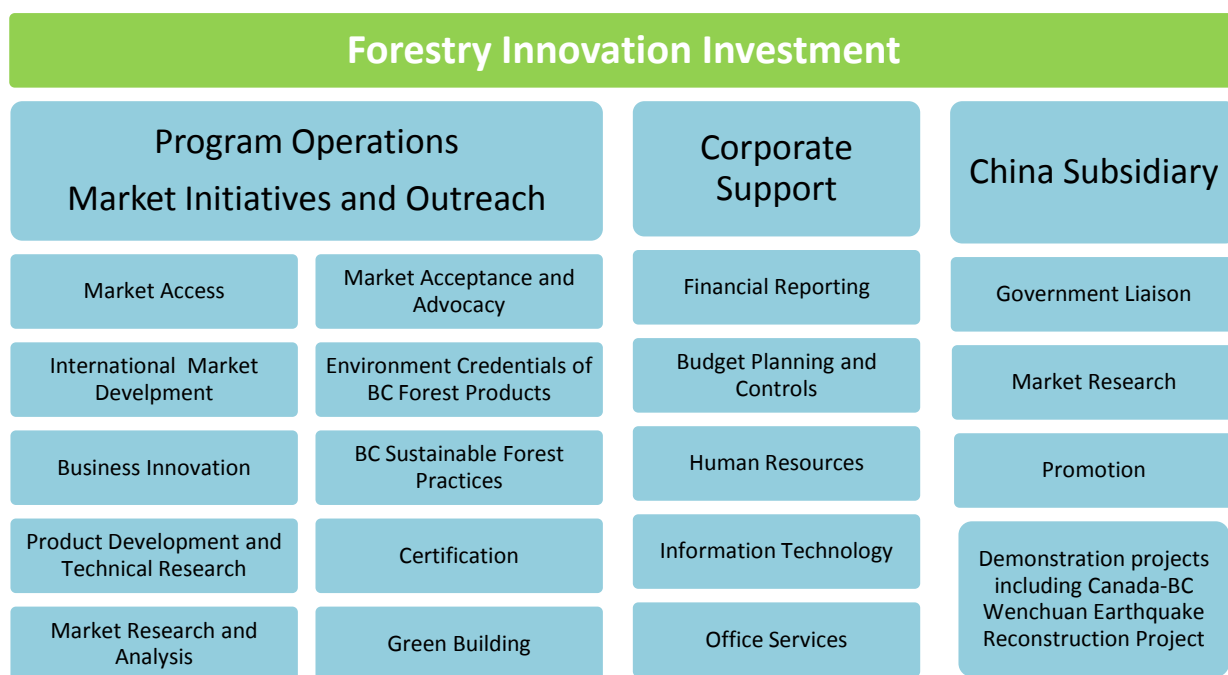 Forestry Innovation Investment
Program Operations
Market Initiatives and Outreach
Market Access
International Market
Develpment
Business Innovation
Product Development and
Technical Research
Market Research and
Analysis
Market Acceptance and
Advocacy
Environment Credentials of
BC Forest Products
BC Sustainable Forest
Practices
Certification
Green Building
Corporate
Support
Financial Reporting
Budget Planning and
Controls
Human Resources
Information Technology
Office Services
China Subsidiary
Government Liaison
Market Research
Promotion
Demonstration projects
including Canada-BC
Wenchuan Earthquake
Reconstruction Project